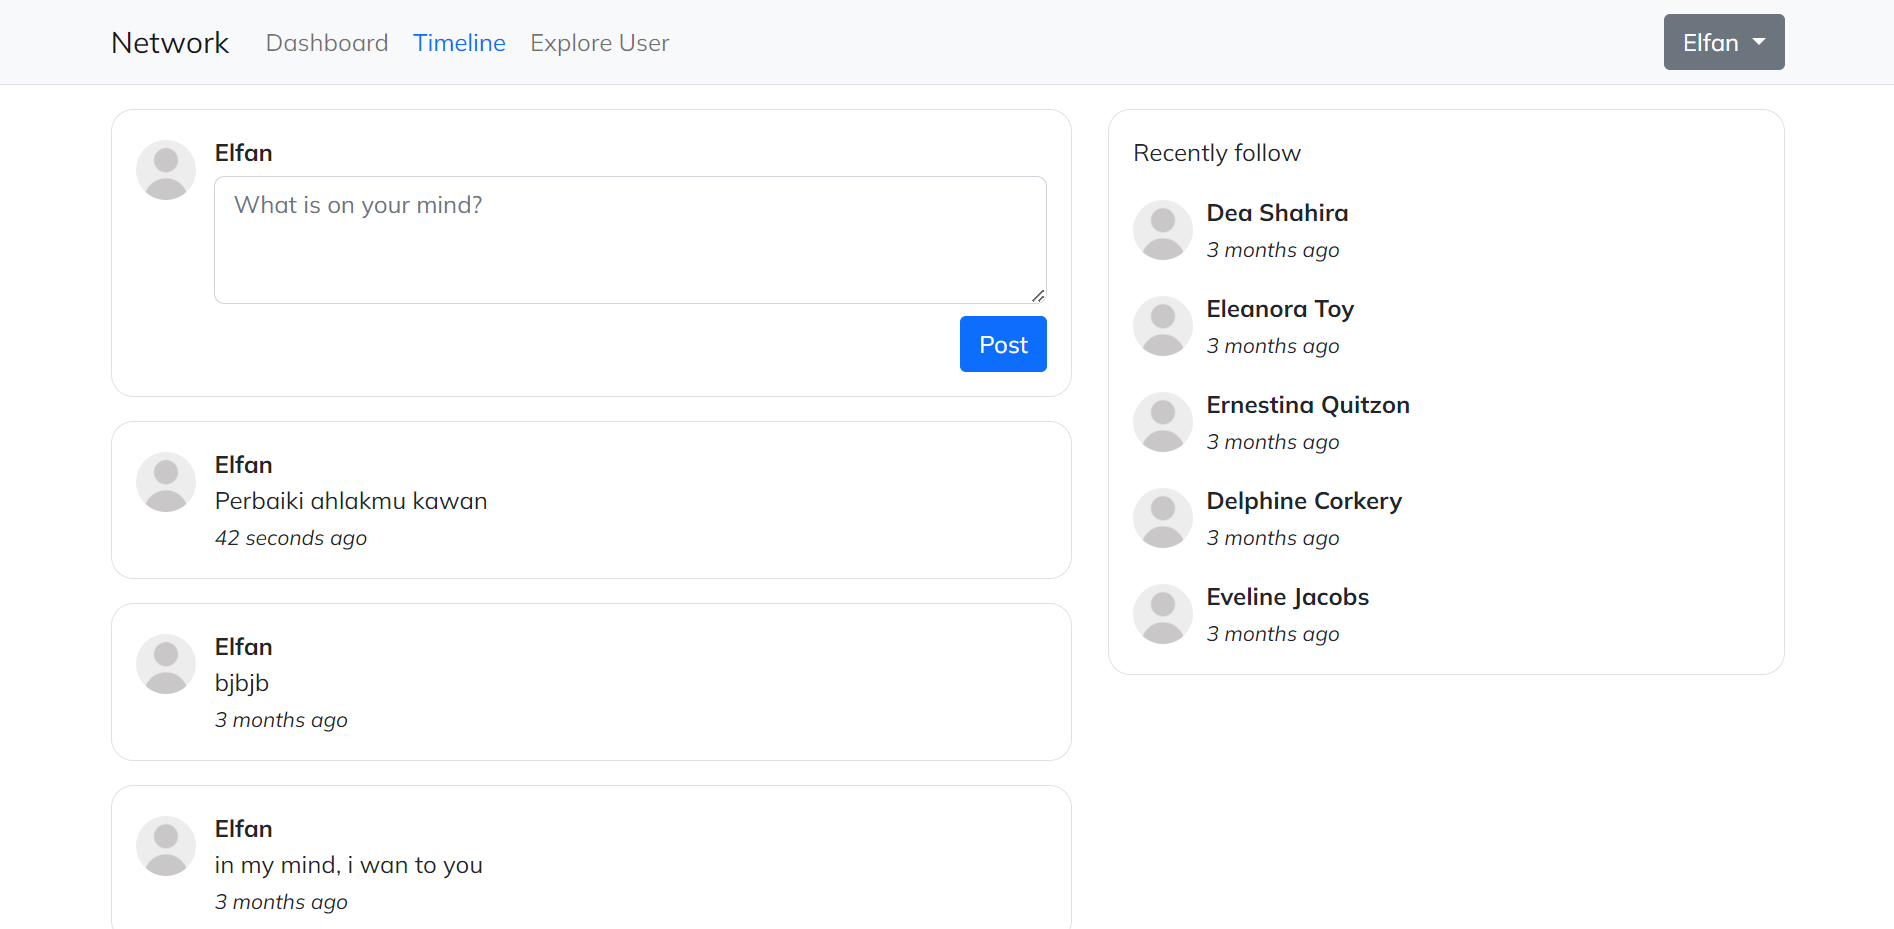 Network Dashboard Timeline Explore User Elfan
Elfan
What is on your mind?
Post
Elfan
Perbaiki ahlakmu kawan
42 seconds ago
Elfan
bjbjb
3 months ago
Elfan
in my mind, i wan to you
3 months ago
Recently follow
Dea Shahira
3 months ago
Eleanora Toy
3 months ago
Ernestina Quitzon
3 months ago
Delphine Corkery
3 months ago
Eveline Jacobs
3 months ago